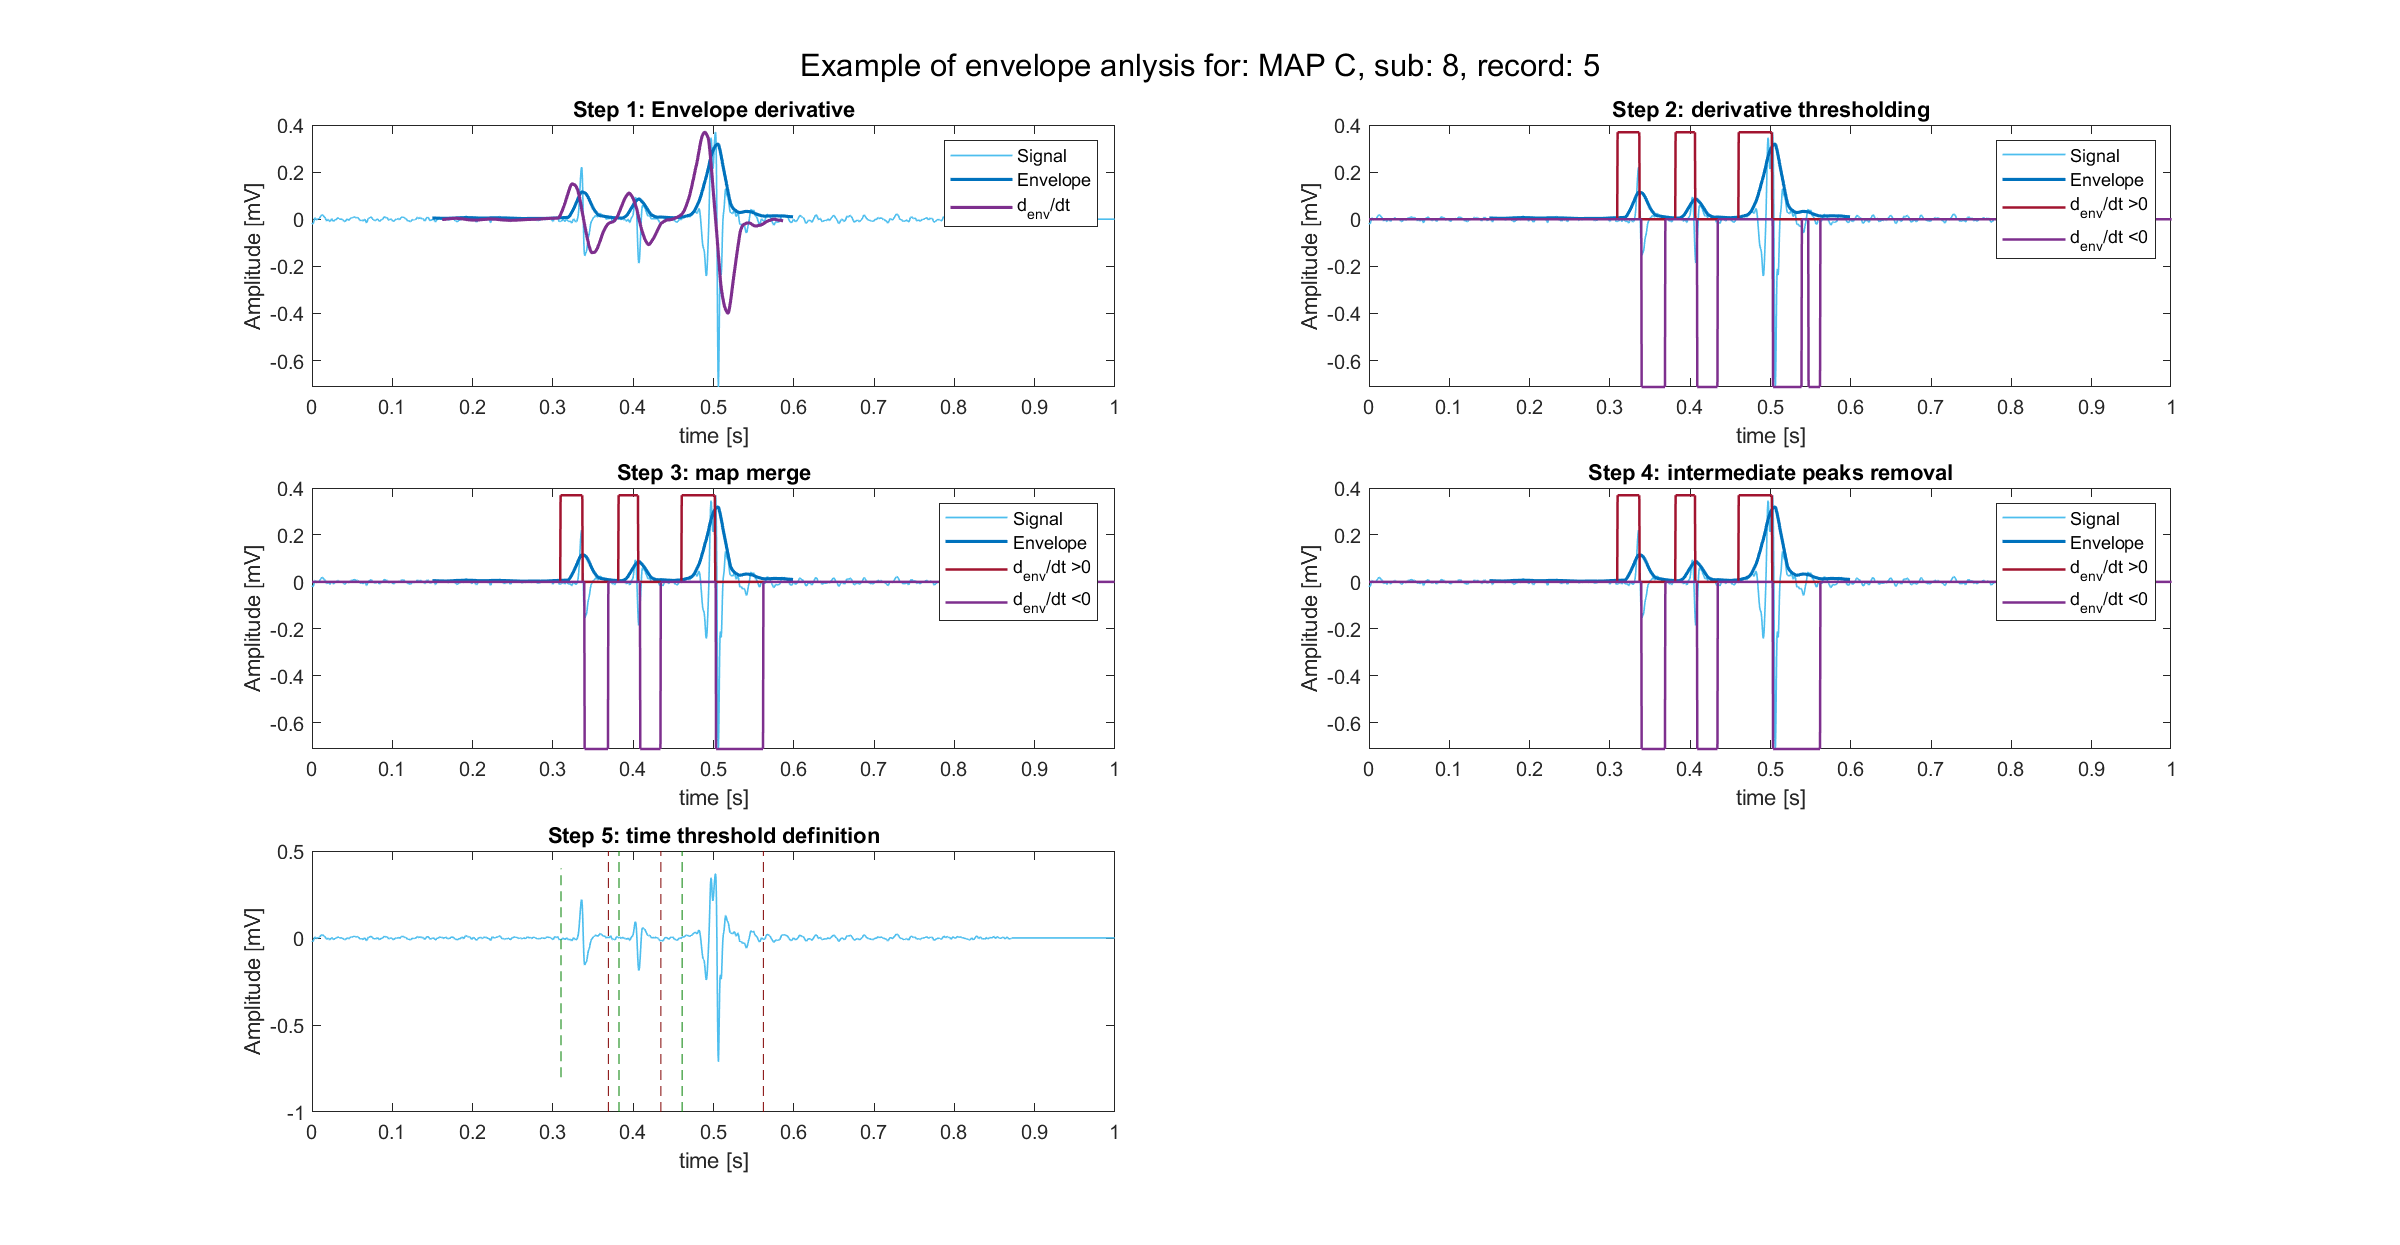 Example of envelope anlysis for: MAP C, sub: 8, record: 5
Step 1: Envelope derivative
Amplitude [mV]
0.4
0.2
0
-0.2
-0.4
-0.6
Signal
Envelope
d_env/dt
0 0.1 0.2 0.3 0.4 0.5 0.6 0.7 0.8 0.9 1
time [s]
Step 2: derivative thresholding
Amplitude [mV]
0.4
0.2
0
-0.2
-0.4
-0.6
Signal
Envelope
d_env/dt >0
d_env/dt <0
0 0.1 0.2 0.3 0.4 0.5 0.6 0.7 0.8 0.9 1
time [s]
Step 3: map merge
Amplitude [mV]
0.4
0.2
0
-0.2
-0.4
-0.6
Signal
Envelope
d_env/dt >0
d_env/dt <0
0 0.1 0.2 0.3 0.4 0.5 0.6 0.7 0.8 0.9 1
time [s]
Step 4: intermediate peaks removal
Amplitude [mV]
0.4
0.2
0
-0.2
-0.4
-0.6
Signal
Envelope
d_env/dt >0
d_env/dt <0
0 0.1 0.2 0.3 0.4 0.5 0.6 0.7 0.8 0.9 1
time [s]
Step 5: time threshold definition
Amplitude [mV]
0.5
0
-0.5
-1
0 0.1 0.2 0.3 0.4 0.5 0.6 0.7 0.8 0.9 1
time [s]